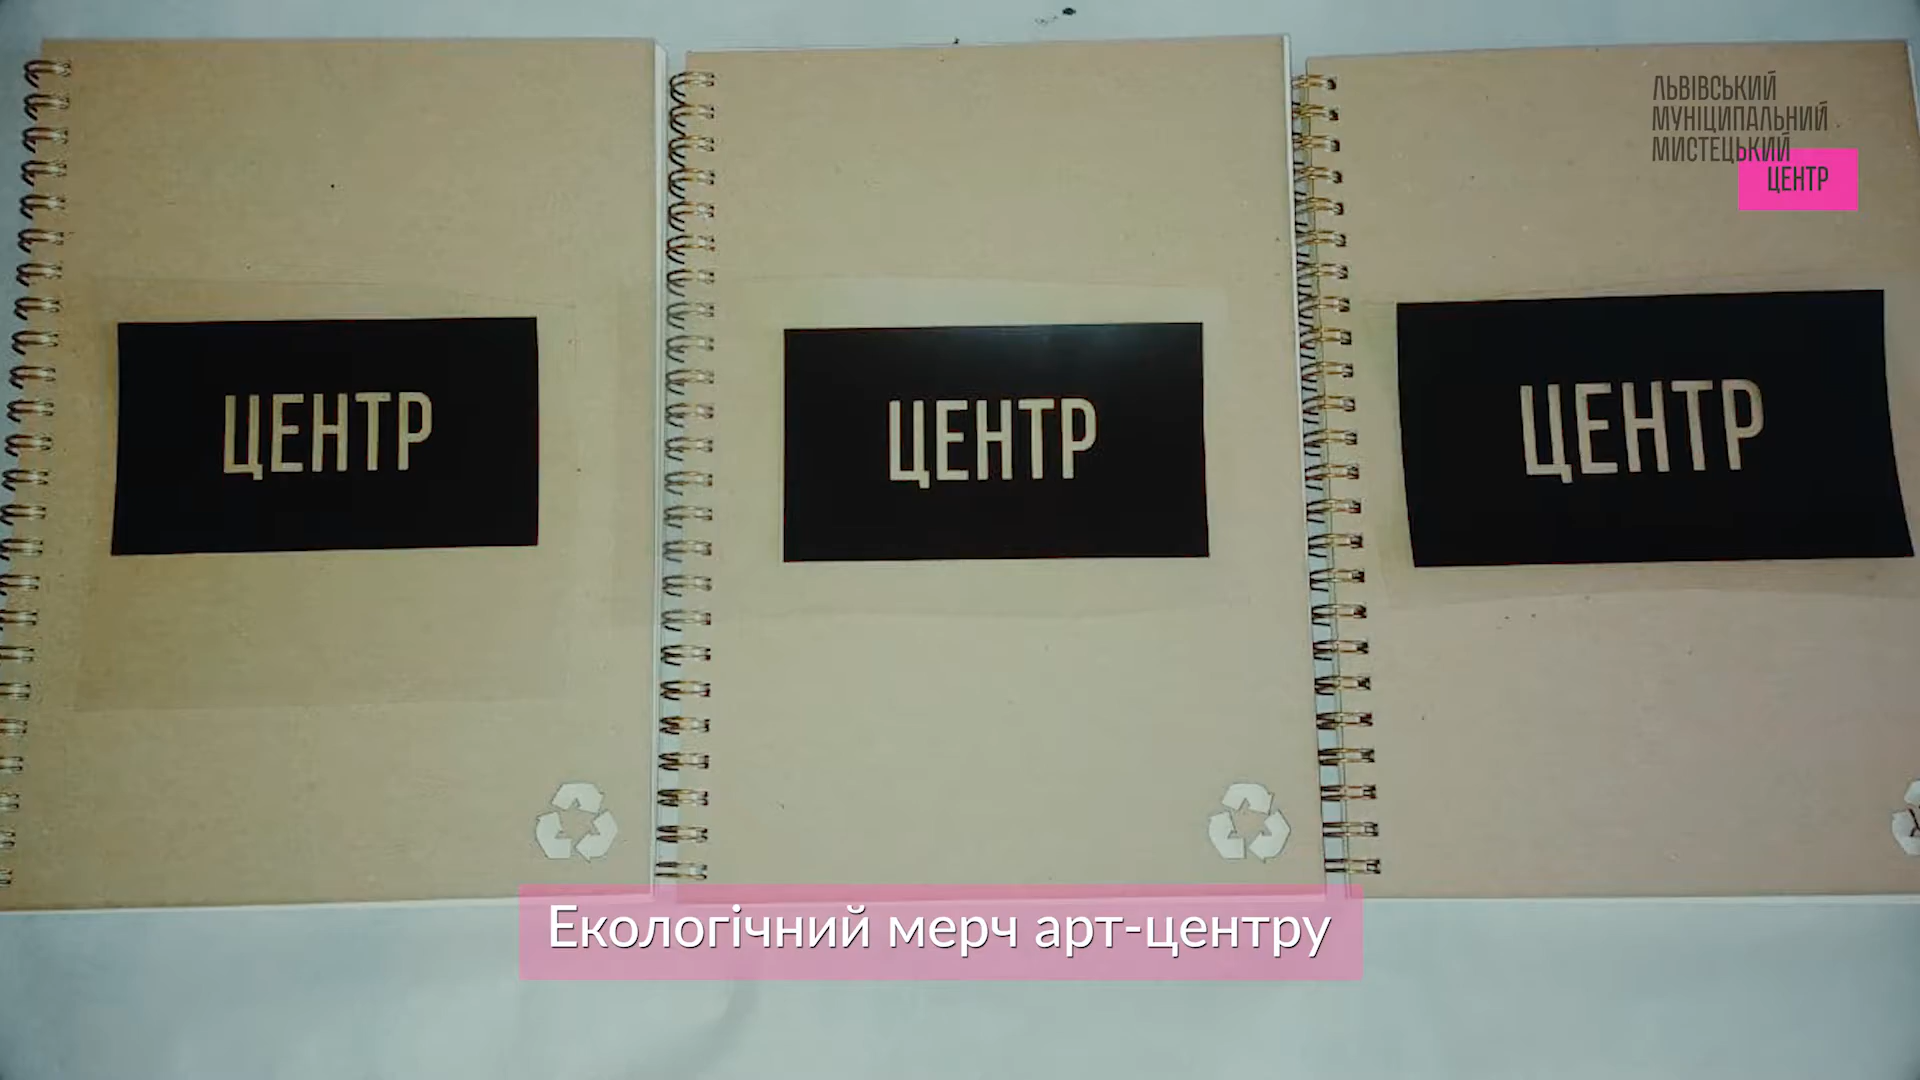 ЛЬВІВСЬКИЙ
МУНІЦИПАЛЬНИЙ
МИСТЕЦЬКИЙ
ЦЕНТР
ЦЕНТР
ЦЕНТР
ЦЕНТР
Екологічний мерч арт-центру